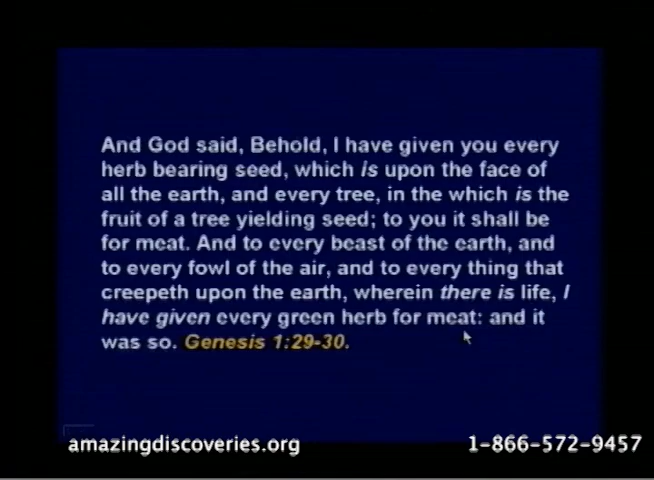 And God said, Behold, I have given you every
herb bearing seed, which is upon the face of
all the earth, and every tree, in the which is the
fruit of a tree yielding seed; to you it shall be
for meat. And to every beast of the earth, and
to every fowl of the air, and to every thing that
creepeth upon the earth, wherein there is life, I
have given every green herb for meat: and it
was so. Genesis 1:29-30.
amazingdiscoveries.org
1-866-572-9457